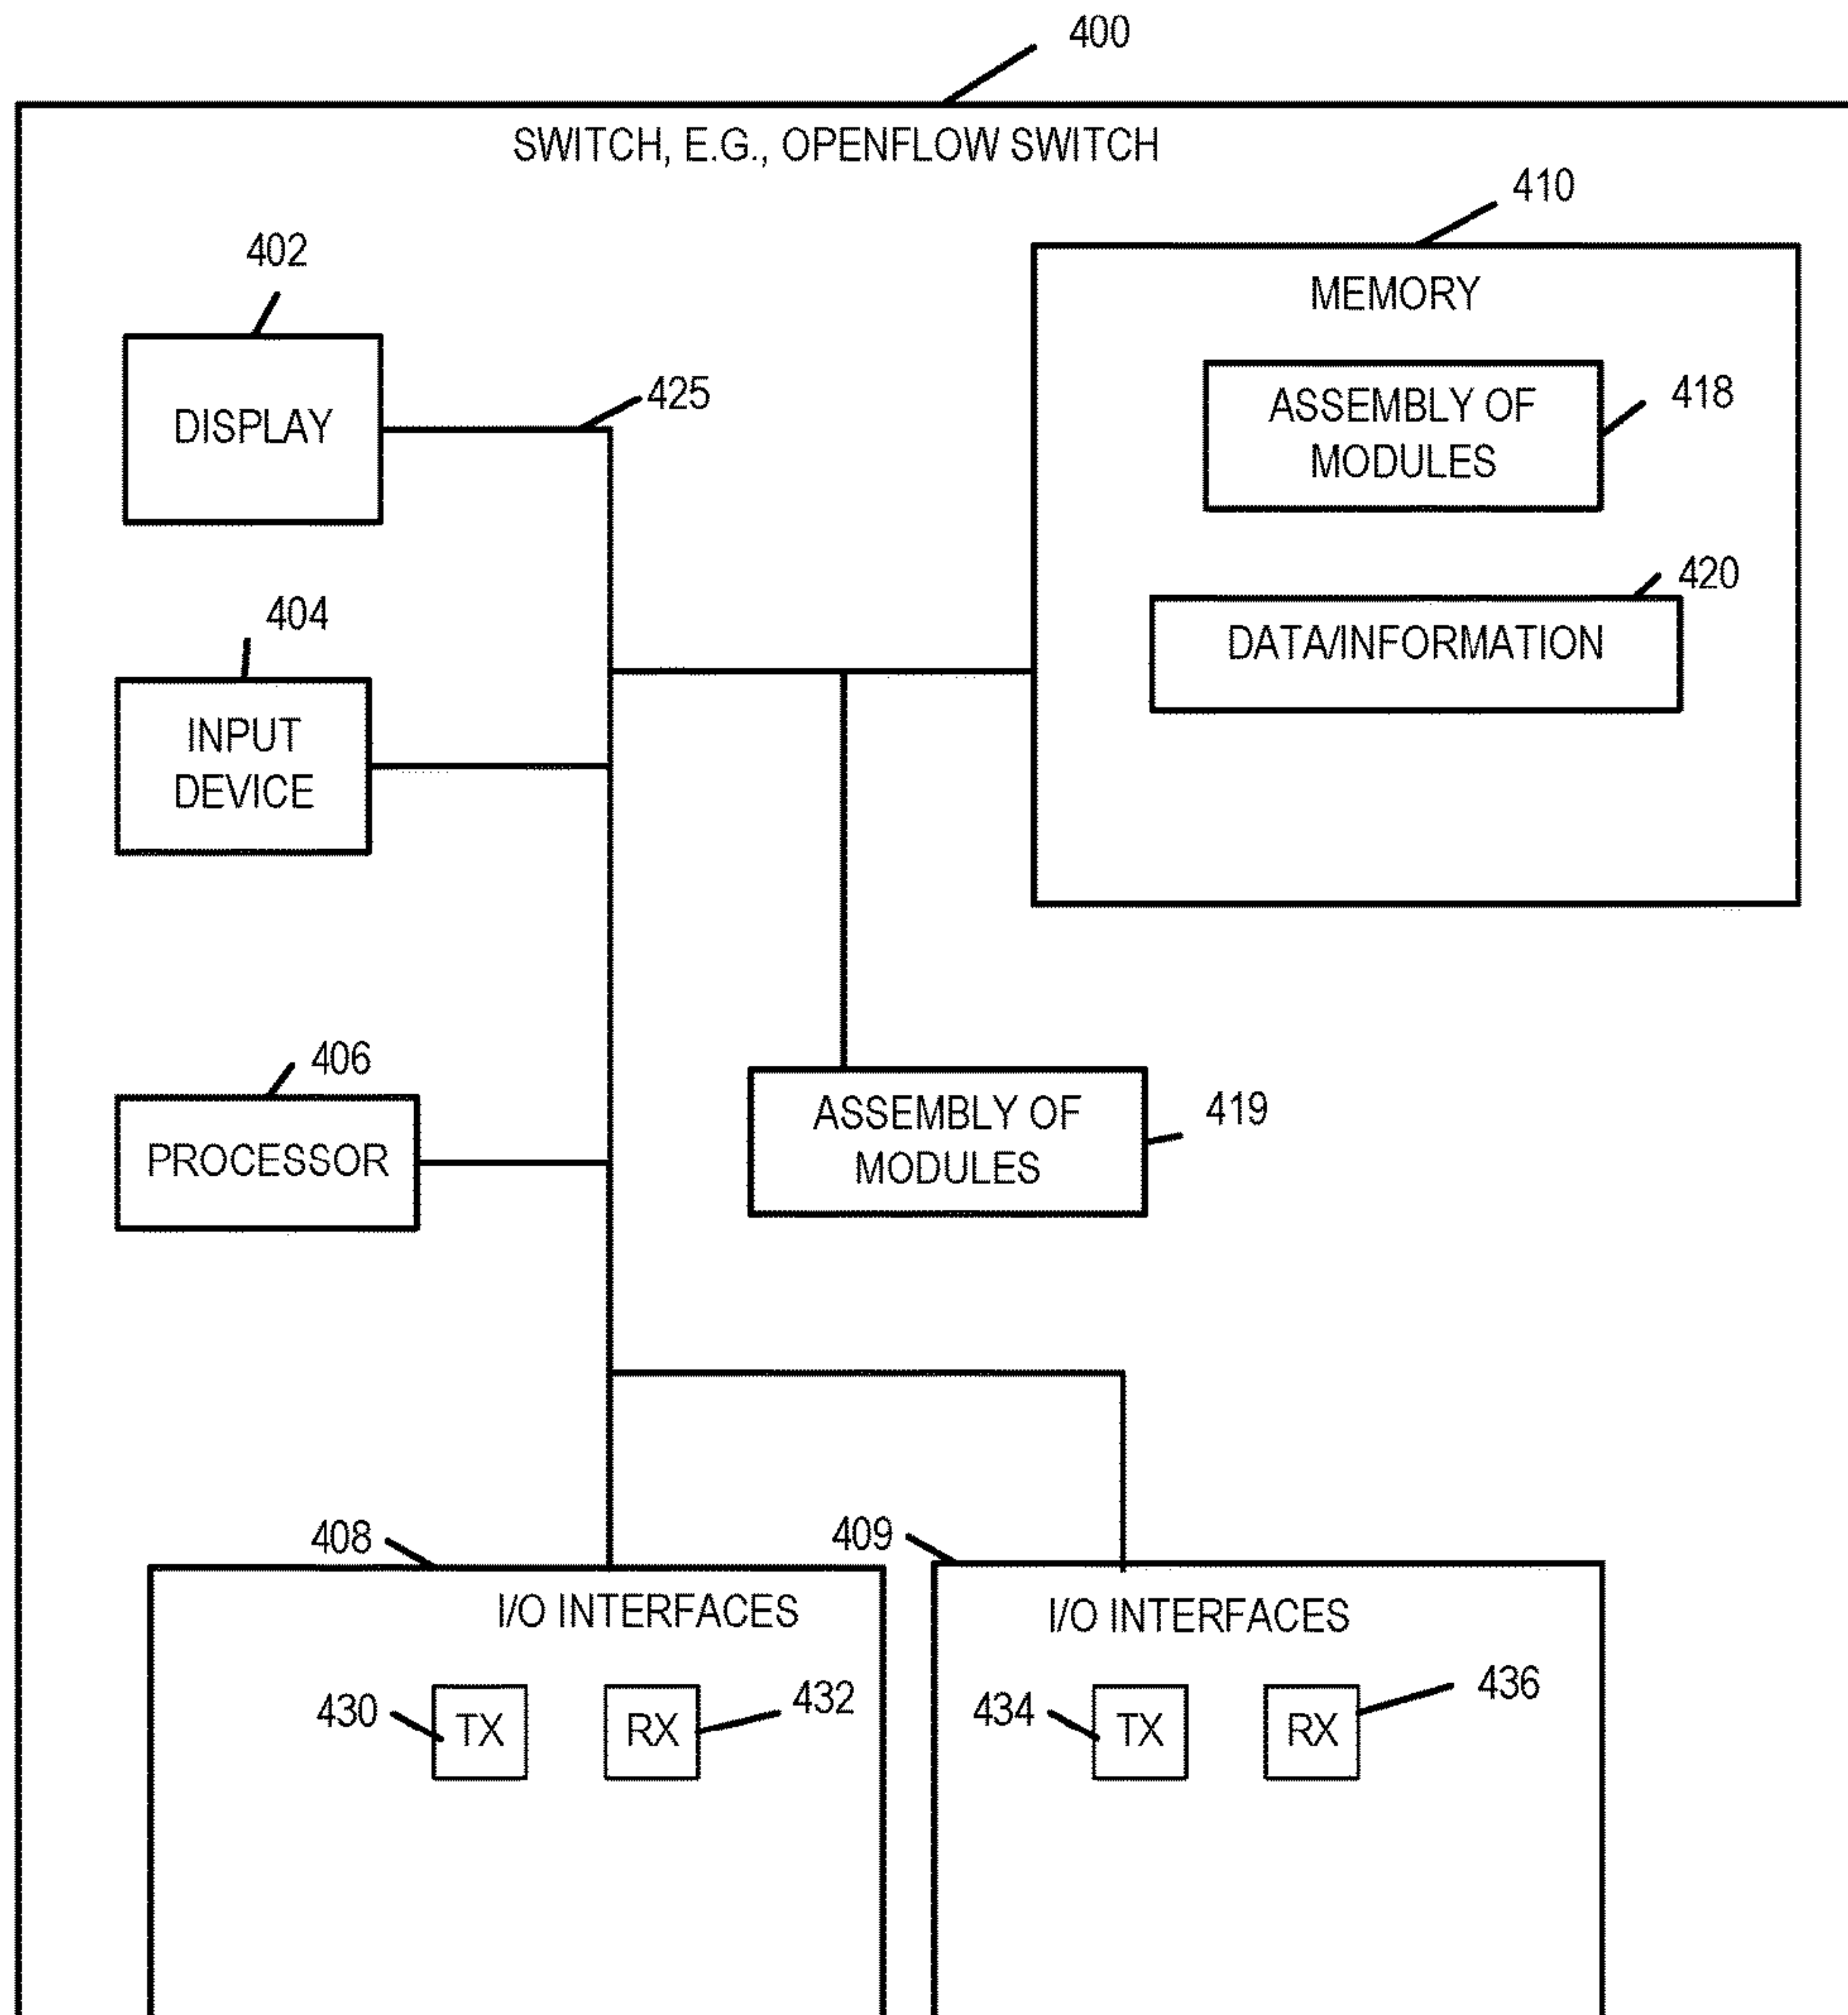 400
SWITCH, E.G., OPENFLOW SWITCH
410
402
MEMORY
DISPLAY
425
ASSEMBLY OF
MODULES
418
420
DATA/INFORMATION
404
INPUT
DEVICE
406
PROCESSOR
ASSEMBLY OF
MODULES
419
408
I/O INTERFACES
430
TX
RX
432
409
I/O INTERFACES
434
TX
RX
436